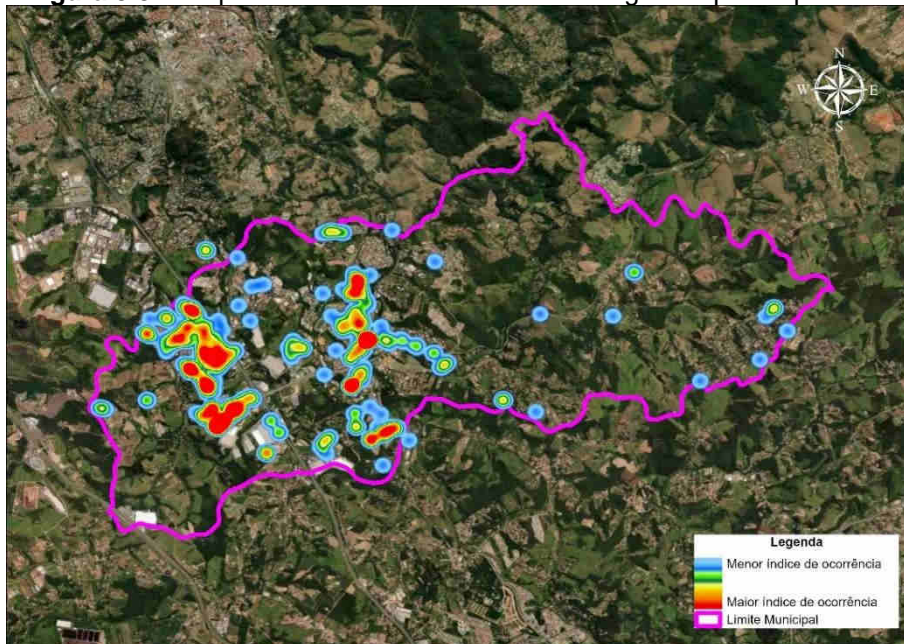 N
W E
S
Legenda
Menor índice de ocorrência
Maior índice de ocorrência
Limite Municipal